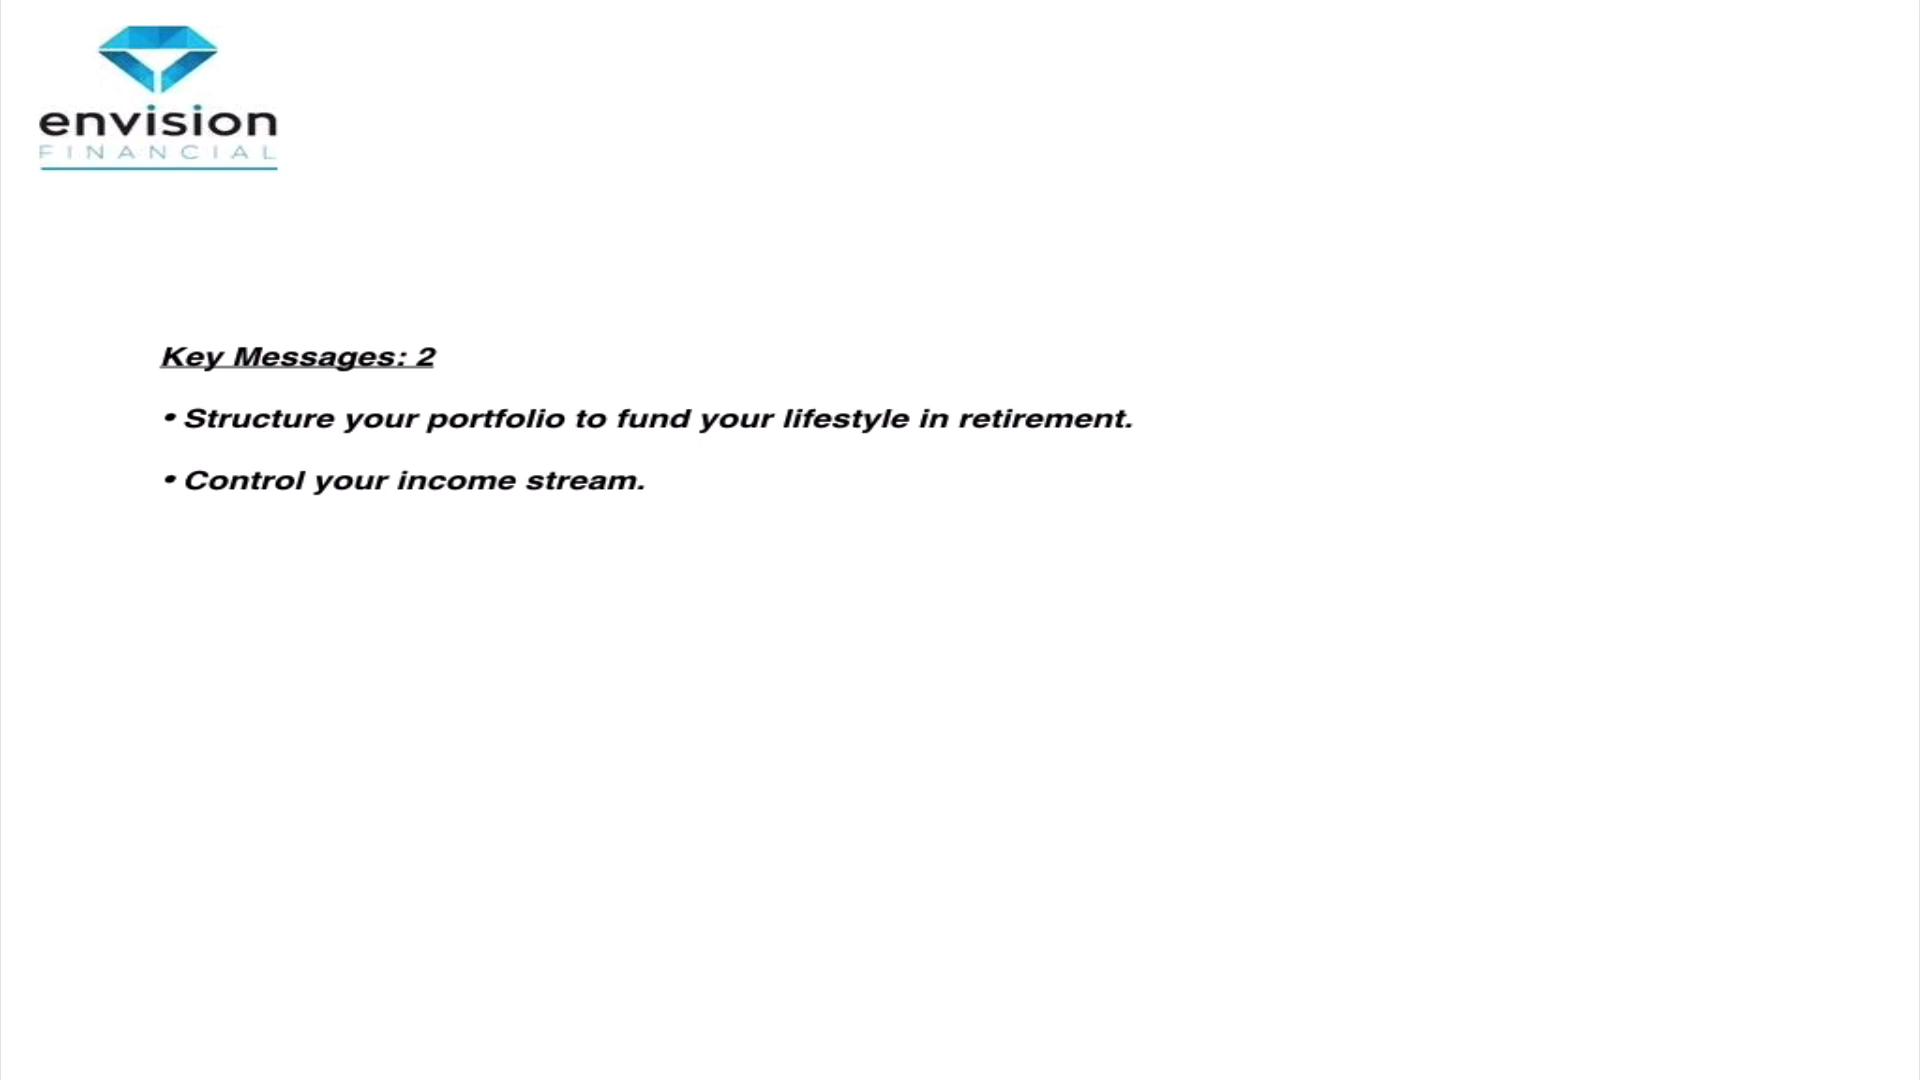 envision
FINANCIAL
Key Messages: 2
• Structure your portfolio to fund your lifestyle in retirement.
• Control your income stream.